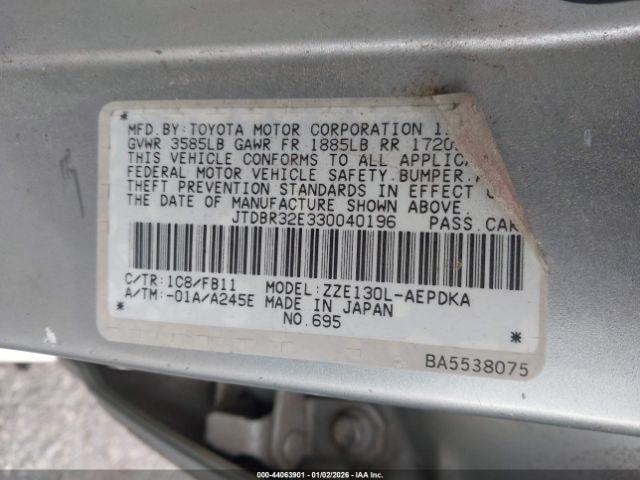 MFD.BY:TOYOTA MOTOR CORPORATION
GVWR 3585LB GAWR FR 1885LB RR
THIS VEHICLE CONFORMS TO ALL
FEDERAL MOTOR VEHICLE SAFETY.BUMPER.
THEFT PREVENTION STANDARDS IN EFFECT
THE DATE OF MANUFACTURE SHOWN ABOVE.
JTDBR32E330040196 PASS.CAR
C/TR:1C8/FB11 MODEL:ZZE130L-AEPDKA
A/TM:-01A/A245E MADE IN JAPAN
NO.695
BA5538075
000-44063901 | 01/02/2026 - IAA Inc.